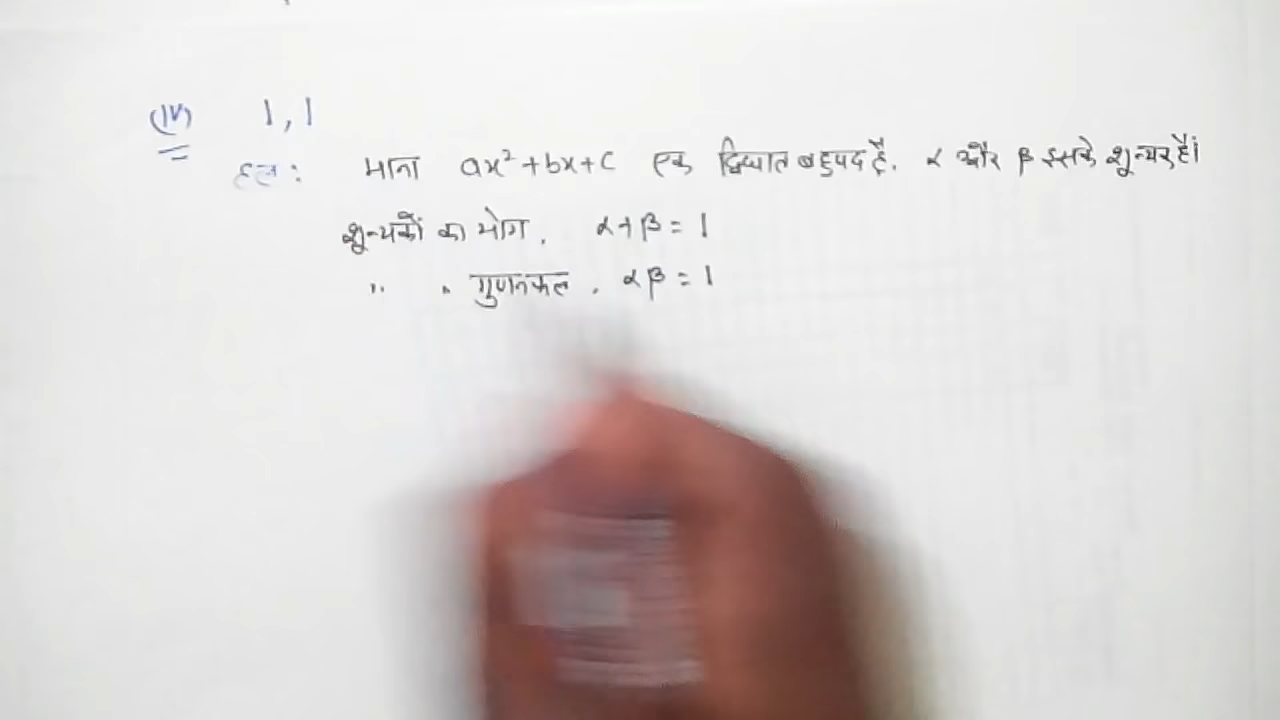 (iv) 1, 1
हल: माना ax² + bx + c एक द्विघात बहुपद है. α और β इसके शून्यक हैं।
शून्यकों का योग, α + β = 1
" " गुणनफल, αβ = 1